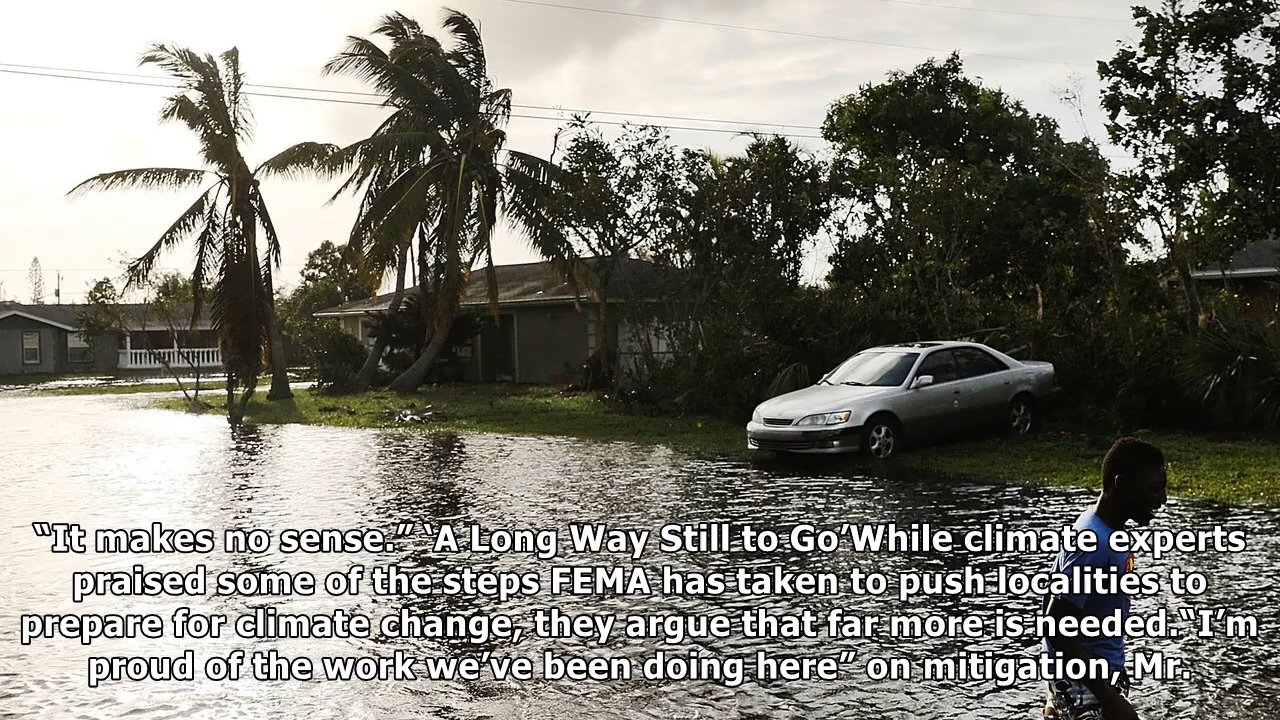 “It makes no sense.” ‘A Long Way Still to Go’While climate experts
praised some of the steps FEMA has taken to push localities to
prepare for climate change, they argue that far more is needed.“I’m
proud of the work we’ve been doing here” on mitigation, Mr.